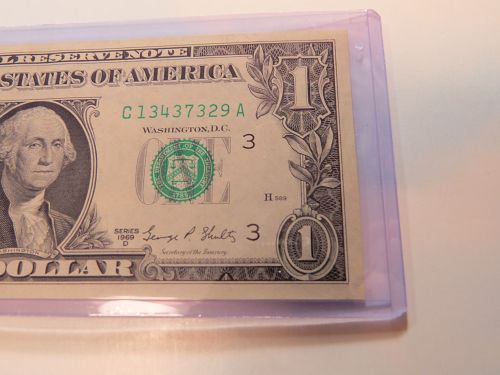 L RESERVE NOTE
STATES OF AMERICA
1
C 13437329 A
WASHINGTON, D.C.
3
ONE
H 589
WASHINGTON
SERIES
1969
D
George P. Shultz
3
Secretary of the Treasury.
1
DOLLAR